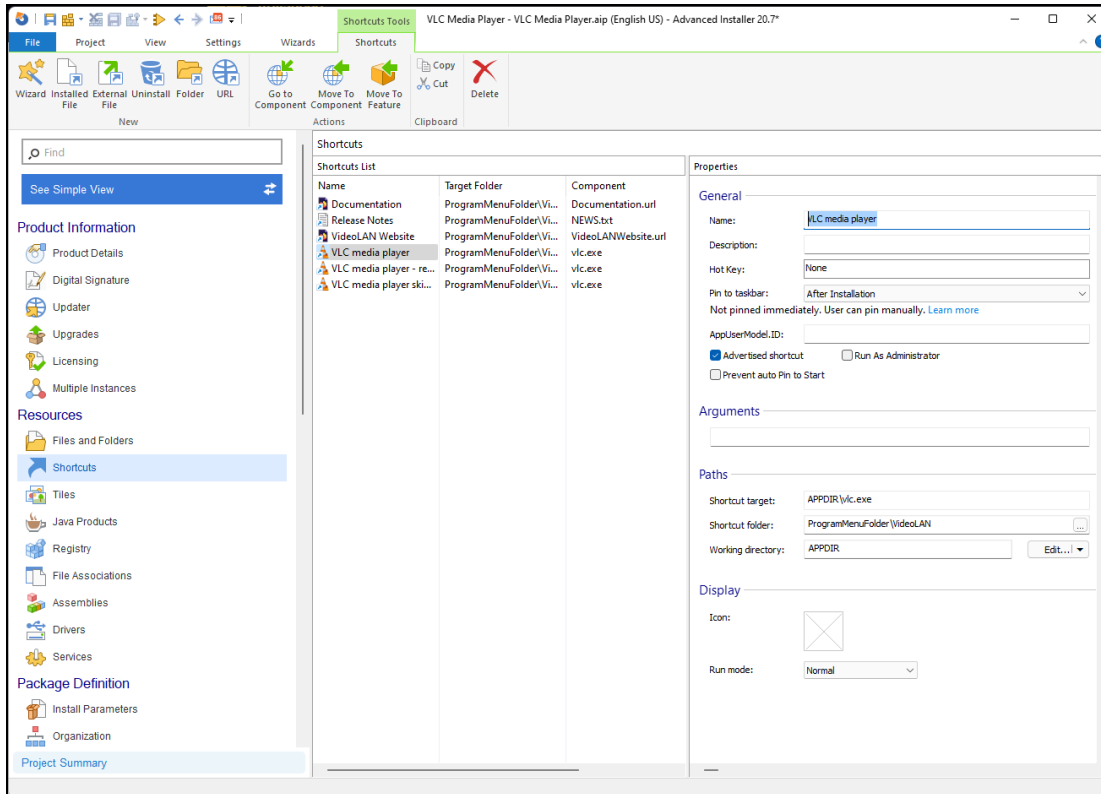 Shortcuts Tools
VLC Media Player - VLC Media Player.aip (English US) - Advanced Installer 20.7*
File Project View Settings Wizards Shortcuts
Wizard Installed File External File Uninstall Folder URL
New
Go to Component Move To Component Move To Feature
Actions
Copy
Cut
Clipboard
Delete
Find
See Simple View
Product Information
Product Details
Digital Signature
Updater
Upgrades
Licensing
Multiple Instances
Resources
Files and Folders
Shortcuts
Tiles
Java Products
Registry
File Associations
Assemblies
Drivers
Services
Package Definition
Install Parameters
Organization
Project Summary
Shortcuts
Shortcuts List
Name Target Folder Component
Documentation ProgramMenuFolder\Vi... Documentation.url
Release Notes ProgramMenuFolder\Vi... NEWS.txt
VideoLAN Website ProgramMenuFolder\Vi... VideoLANWebsite.url
VLC media player ProgramMenuFolder\Vi... vlc.exe
VLC media player - re... ProgramMenuFolder\Vi... vlc.exe
VLC media player ski... ProgramMenuFolder\Vi... vlc.exe
Properties
General
Name: VLC media player
Description:
Hot Key: None
Pin to taskbar: After Installation
Not pinned immediately. User can pin manually. Learn more
AppUserModel.ID:
Advertised shortcut Run As Administrator
Prevent auto Pin to Start
Arguments
Paths
Shortcut target: APPDIR\vlc.exe
Shortcut folder: ProgramMenuFolder\VideoLAN ...
Working directory: APPDIR Edit...
Display
Icon:
Run mode: Normal